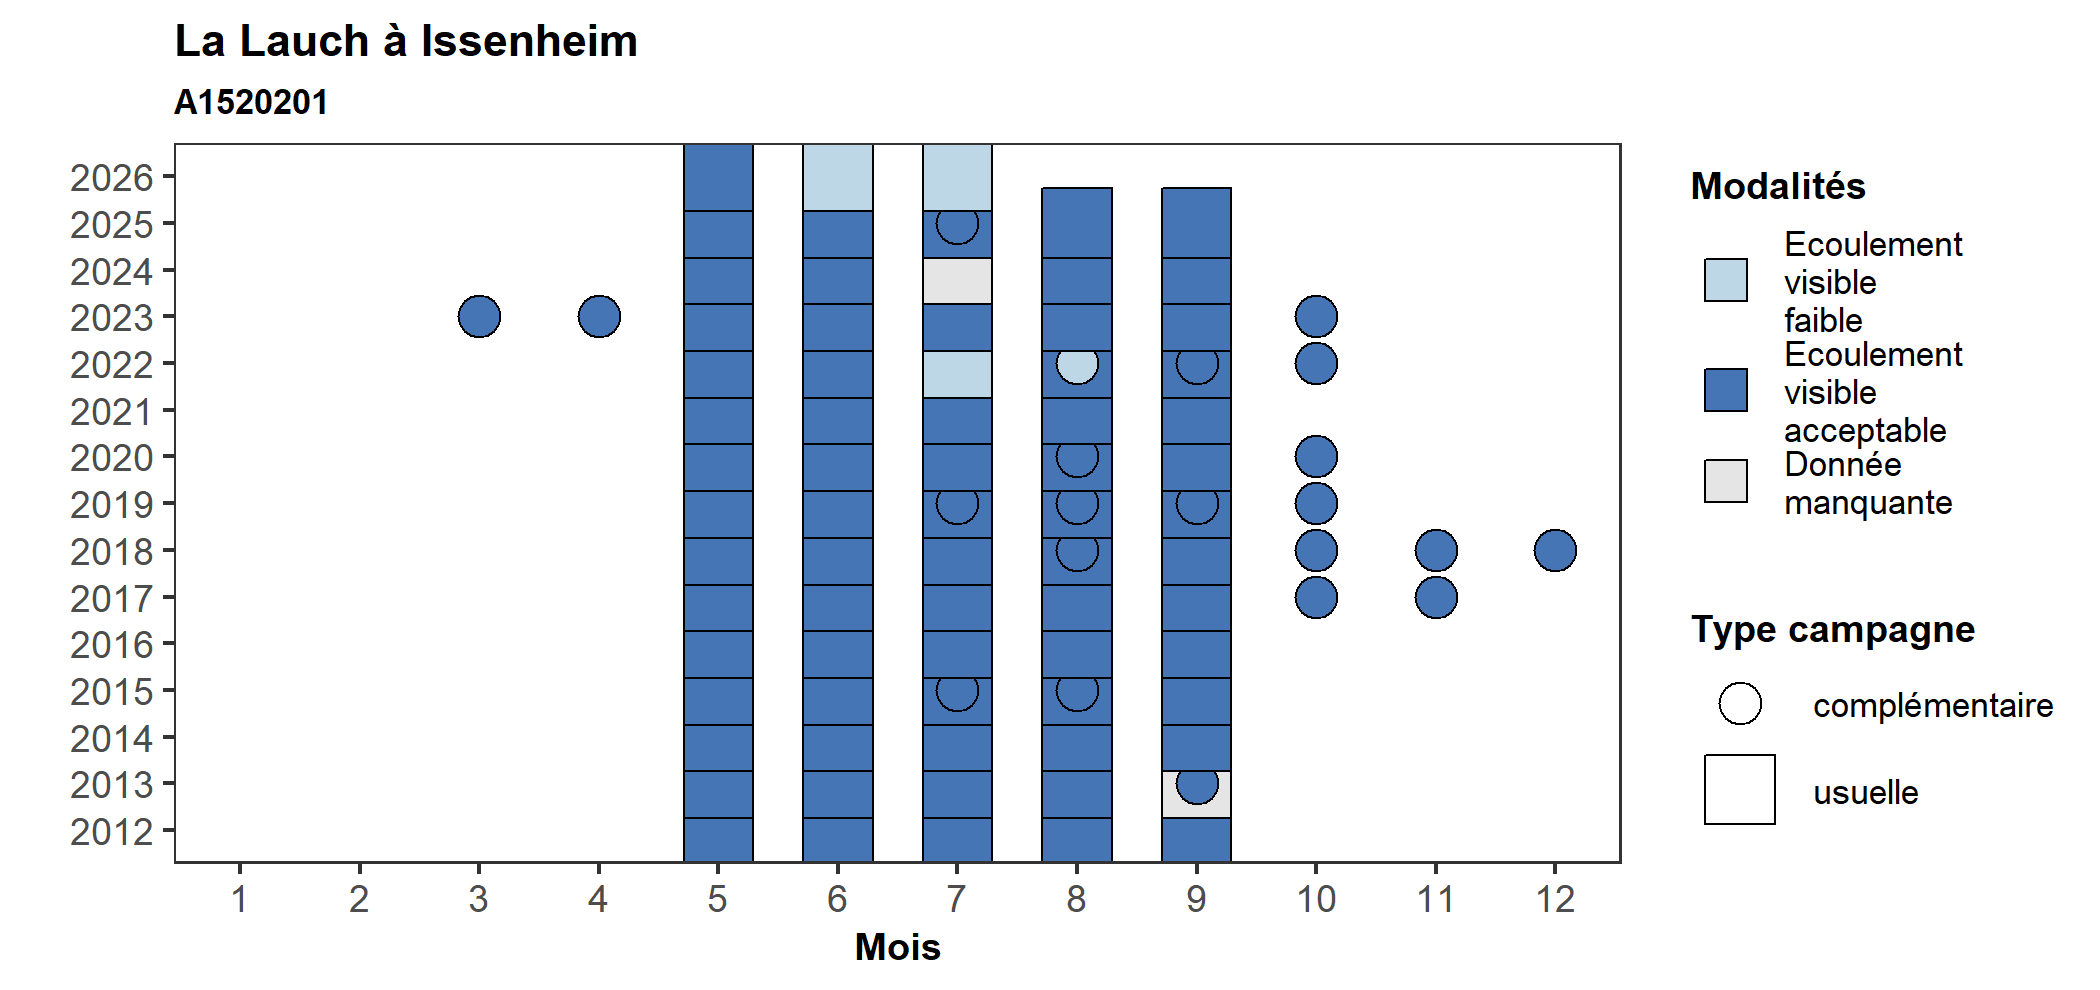 La Lauch à Issenheim
A1520201
2026
2025
2024
2023
2022
2021
2020
2019
2018
2017
2016
2015
2014
2013
2012
1 2 3 4 5 6 7 8 9 10 11 12
Mois
Modalités
Ecoulement
visible
faible
Ecoulement
visible
acceptable
Donnée
manquante
Type campagne
complémentaire
usuelle